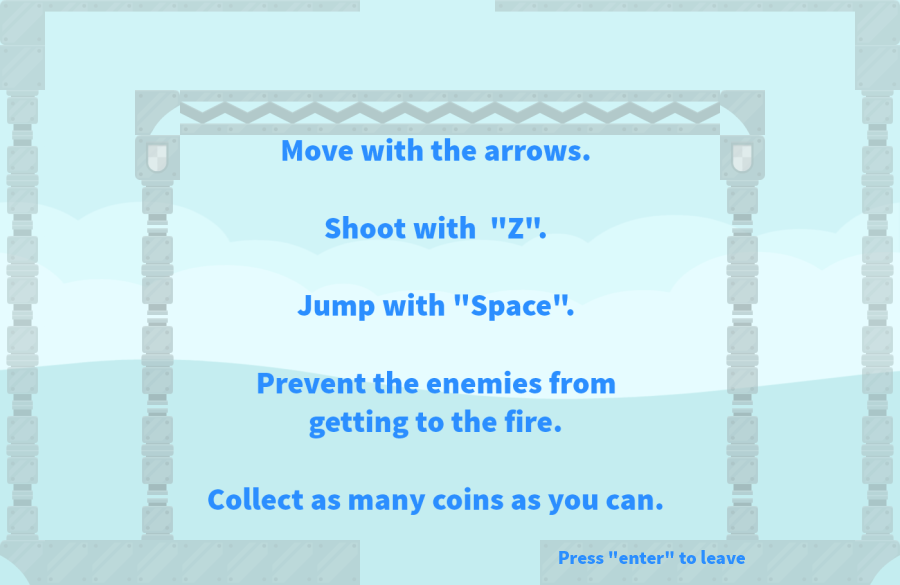 Move with the arrows.
Shoot with  "Z".
Jump with "Space".
Prevent the enemies from
getting to the fire.
Collect as many coins as you can.
Press "enter" to leave